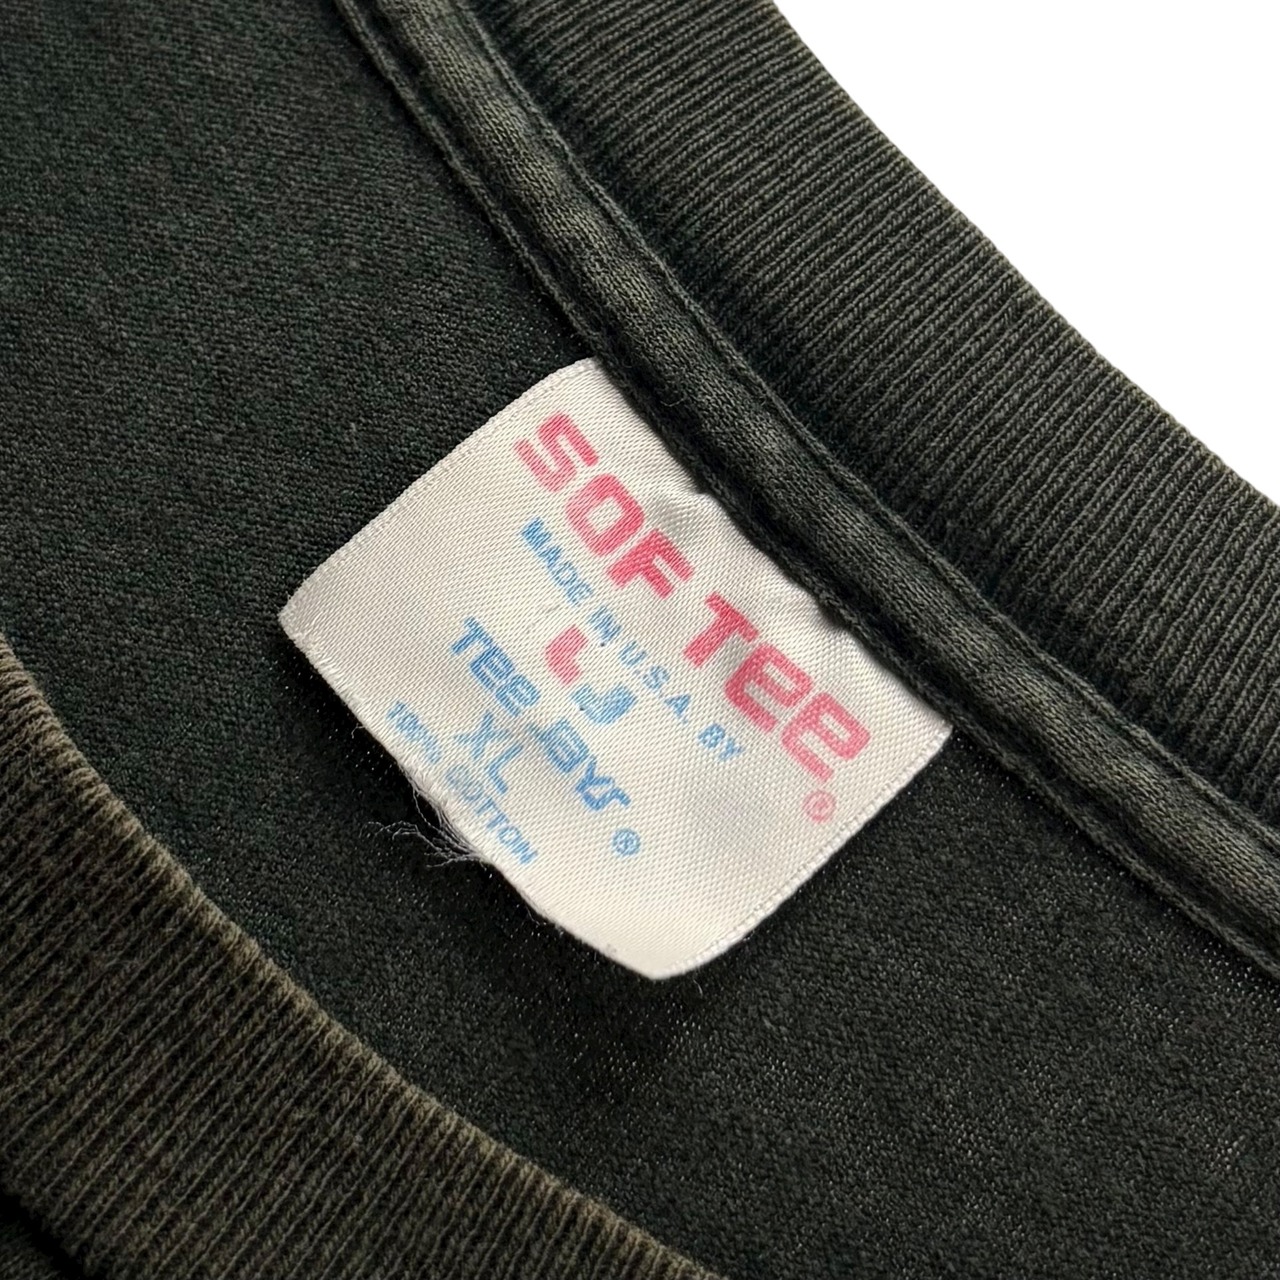 SOF TEE®
MADE IN U.S.A. BY
TEE JAYS®
XL
100% COTTON